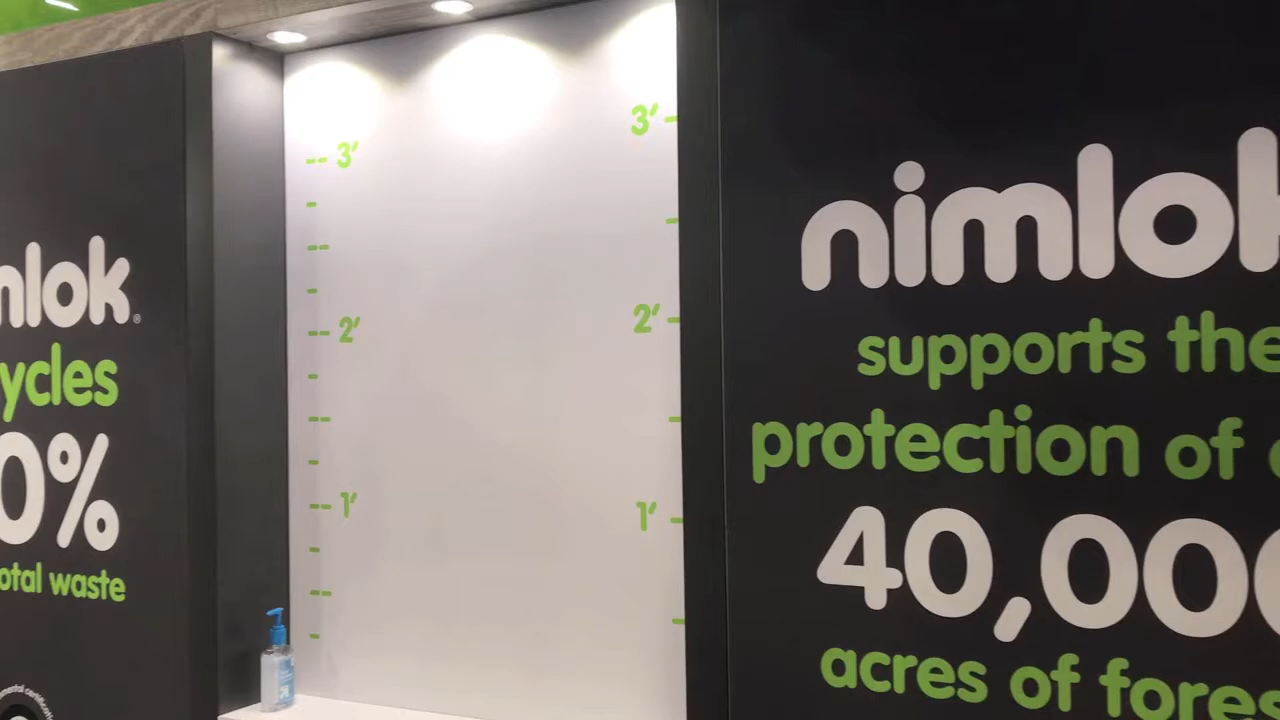 nlok®
ycles
0%
otal waste
3'
2'
1'
3'
2'
1'
nimlok
supports the
protection of
40,000
acres of fores